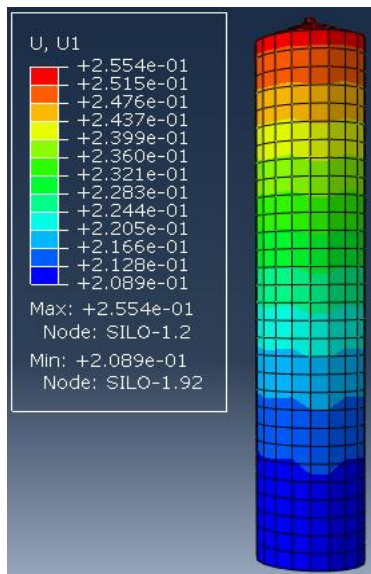 U, U1
+2.554e-01
+2.515e-01
+2.476e-01
+2.437e-01
+2.399e-01
+2.360e-01
+2.321e-01
+2.283e-01
+2.244e-01
+2.205e-01
+2.166e-01
+2.128e-01
+2.089e-01
Max: +2.554e-01
Node: SILO-1.2
Min: +2.089e-01
Node: SILO-1.92